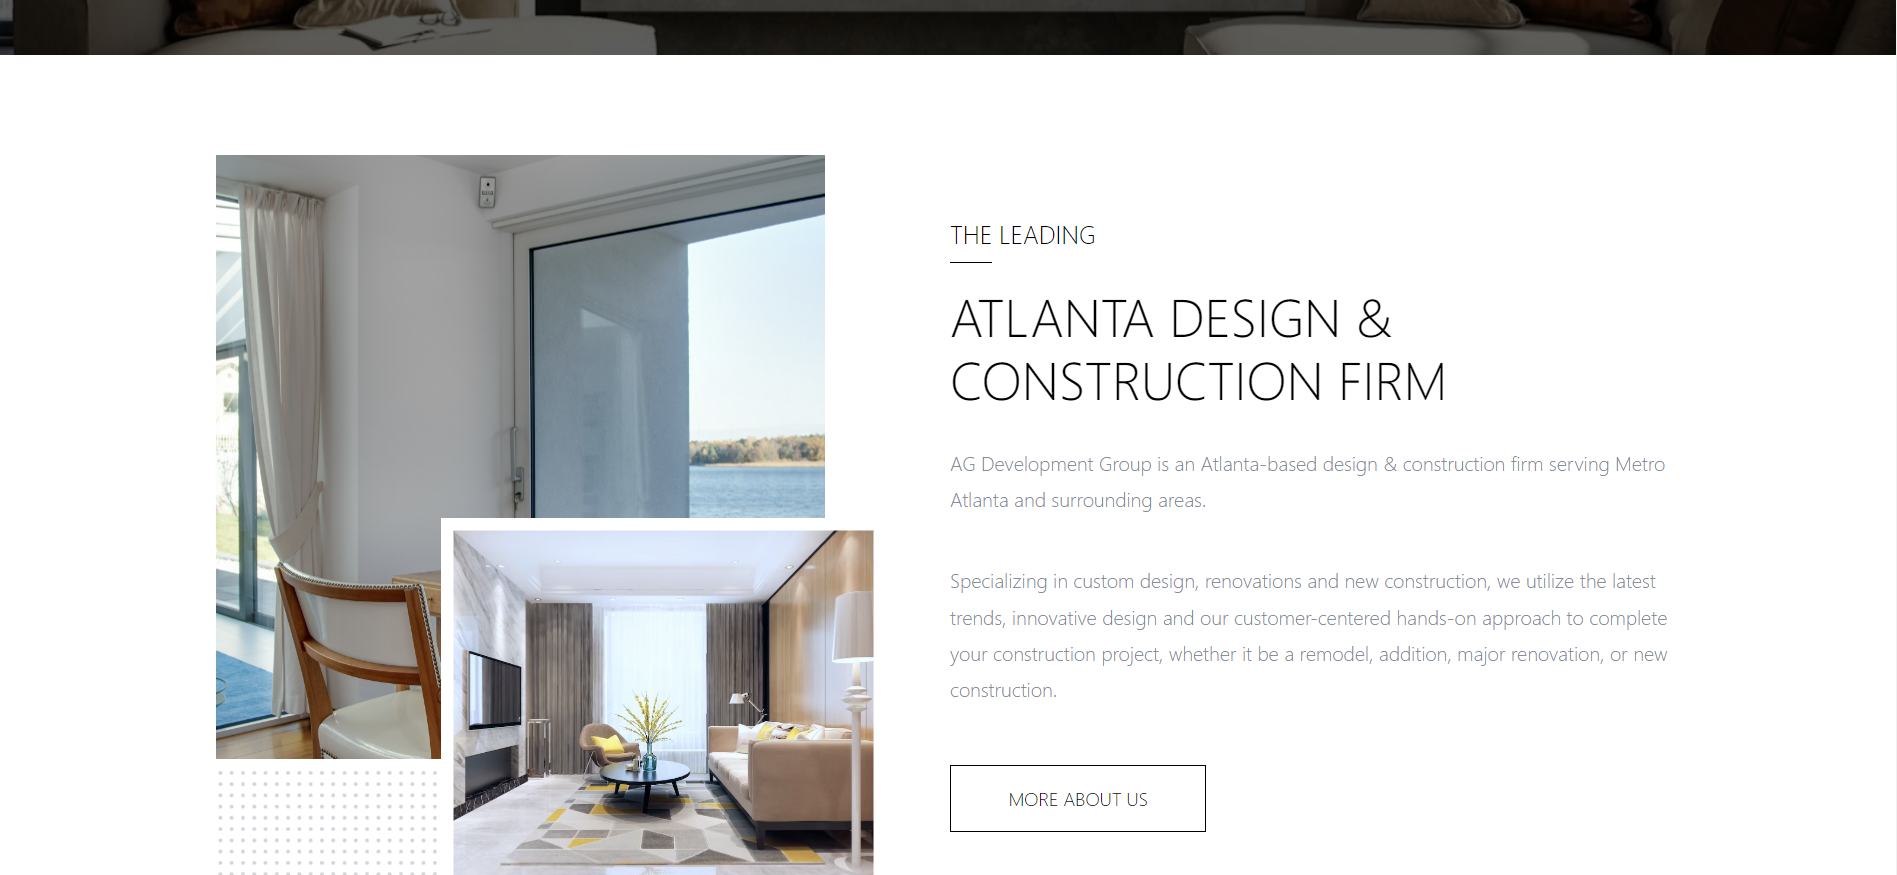 THE LEADING
ATLANTA DESIGN &
CONSTRUCTION FIRM
AG Development Group is an Atlanta-based design & construction firm serving Metro
Atlanta and surrounding areas.
Specializing in custom design, renovations and new construction, we utilize the latest
trends, innovative design and our customer-centered hands-on approach to complete
your construction project, whether it be a remodel, addition, major renovation, or new
construction.
MORE ABOUT US